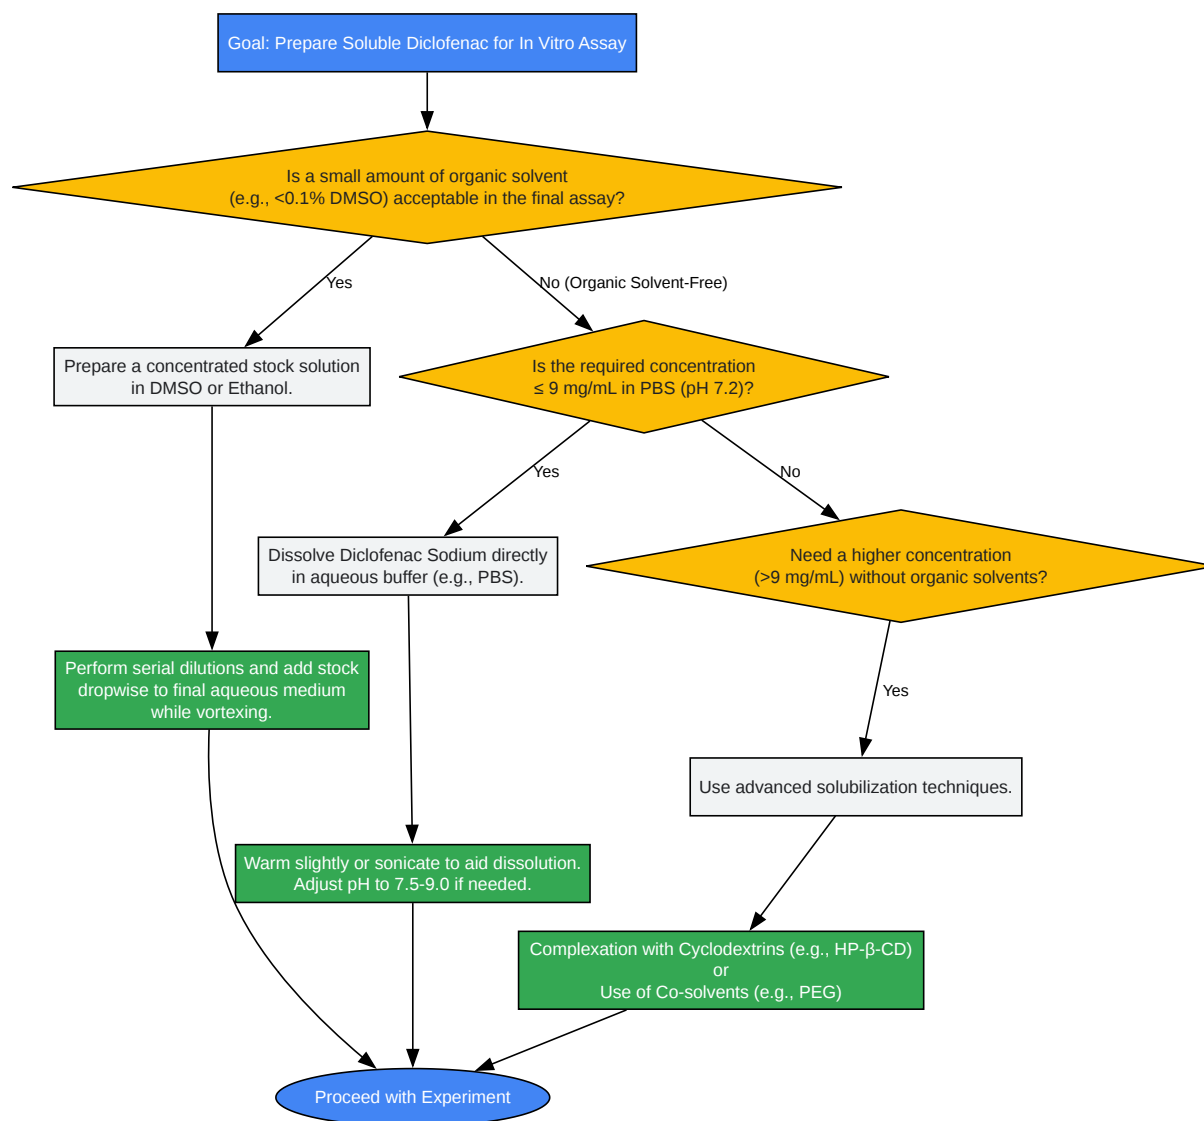 Goal: Prepare Soluble Diclofenac for In Vitro Assay
Is a small amount of organic solvent
(e.g., <0.1% DMSO) acceptable in the final assay?
Yes
No (Organic Solvent-Free)
Prepare a concentrated stock solution
in DMSO or Ethanol.
Is the required concentration
≤ 9 mg/mL in PBS (pH 7.2)?
Yes
No
Dissolve Diclofenac Sodium directly
in aqueous buffer (e.g., PBS).
Need a higher concentration
(>9 mg/mL) without organic solvents?
Perform serial dilutions and add stock
dropwise to final aqueous medium
while vortexing.
Yes
Use advanced solubilization techniques.
Warm slightly or sonicate to aid dissolution.
Adjust pH to 7.5-9.0 if needed.
Complexation with Cyclodextrins (e.g., HP-β-CD)
or
Use of Co-solvents (e.g., PEG)
Proceed with Experiment